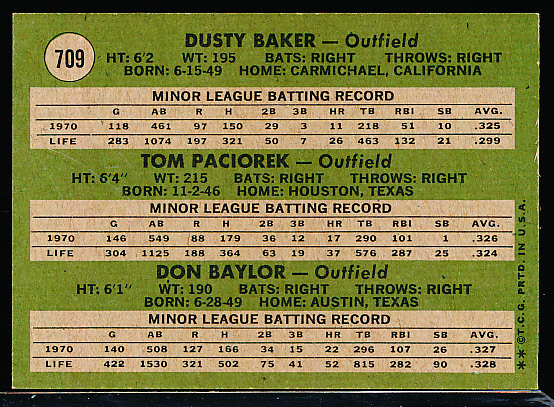 709
DUSTY BAKER — Outfield
HT: 6'2 WT: 195 BATS: RIGHT THROWS: RIGHT
BORN: 6-15-49 HOME: CARMICHAEL, CALIFORNIA
MINOR LEAGUE BATTING RECORD
G AB R H 2B 3B HR TB RBI SB AVG.
1970 118 461 97 150 29 3 11 218 51 10 .325
LIFE 283 1074 197 321 50 7 26 463 132 21 .299
TOM PACIOREK — Outfield
HT: 6'4" WT: 215 BATS: RIGHT THROWS: RIGHT
BORN: 11-2-46 HOME: HOUSTON, TEXAS
MINOR LEAGUE BATTING RECORD
G AB R H 2B 3B HR TB RBI SB AVG.
1970 146 549 88 179 36 12 17 290 101 1 .326
LIFE 304 1125 188 364 63 19 37 576 287 25 .324
DON BAYLOR — Outfield
HT: 6'1" WT: 190 BATS: RIGHT THROWS: RIGHT
BORN: 6-28-49 HOME: AUSTIN, TEXAS
MINOR LEAGUE BATTING RECORD
G AB R H 2B 3B HR TB RBI SB AVG.
1970 140 508 127 166 34 15 22 296 107 26 .327
LIFE 422 1530 321 502 75 41 52 815 282 90 .328
** ©T.C.G. PRTD. IN U.S.A.